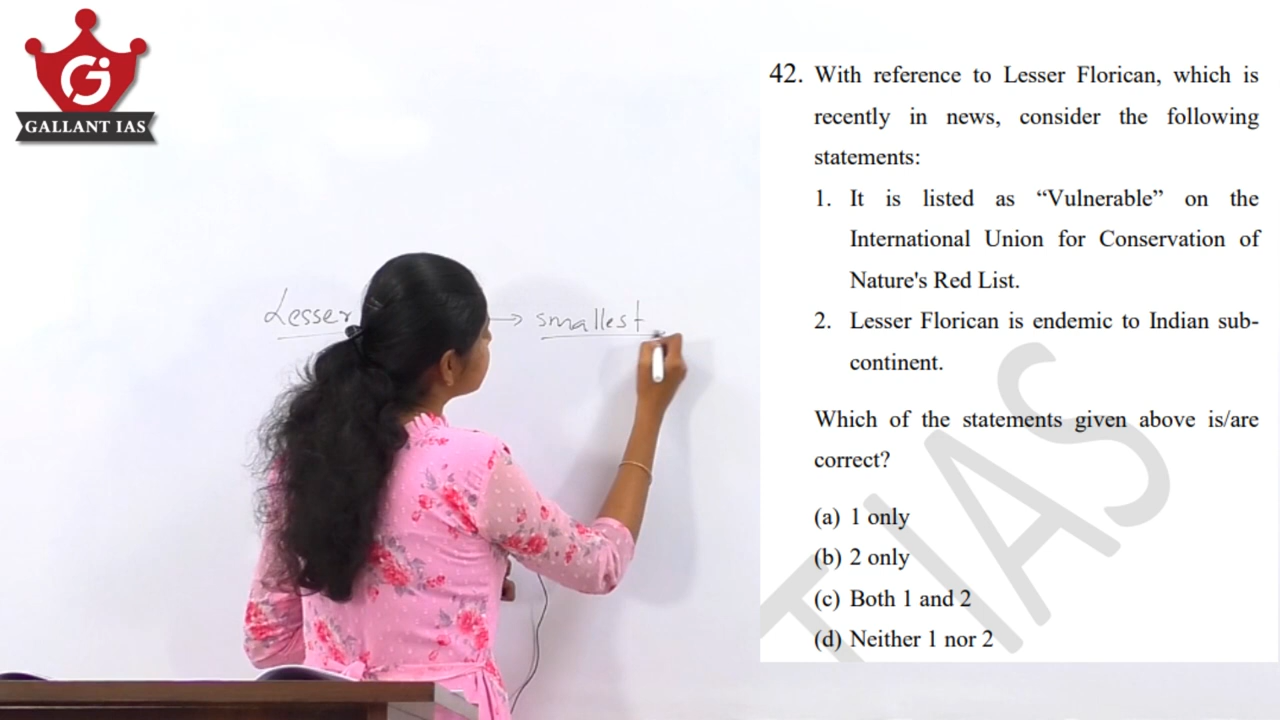 GALLANT IAS
Lesser → smallest
42. With reference to Lesser Florican, which is
recently in news, consider the following
statements:
1. It is listed as “Vulnerable” on the
International Union for Conservation of
Nature's Red List.
2. Lesser Florican is endemic to Indian sub-
continent.
Which of the statements given above is/are
correct?
(a) 1 only
(b) 2 only
(c) Both 1 and 2
(d) Neither 1 nor 2
T IAS